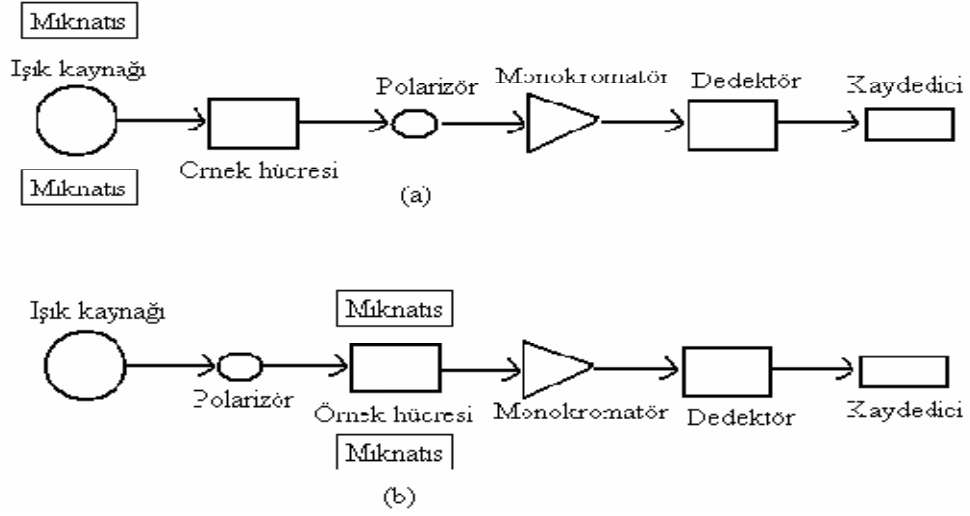 Mıknatıs
Işık kaynağı
Polarizör
Monokromatör
Dedektör
Kaydedici
Mıknatıs
Örnek hücresi
(a)
Işık kaynağı
Mıknatıs
Polarizör
Örnek hücresi
Monokromatör
Dedektör
Kaydedici
Mıknatıs
(b)